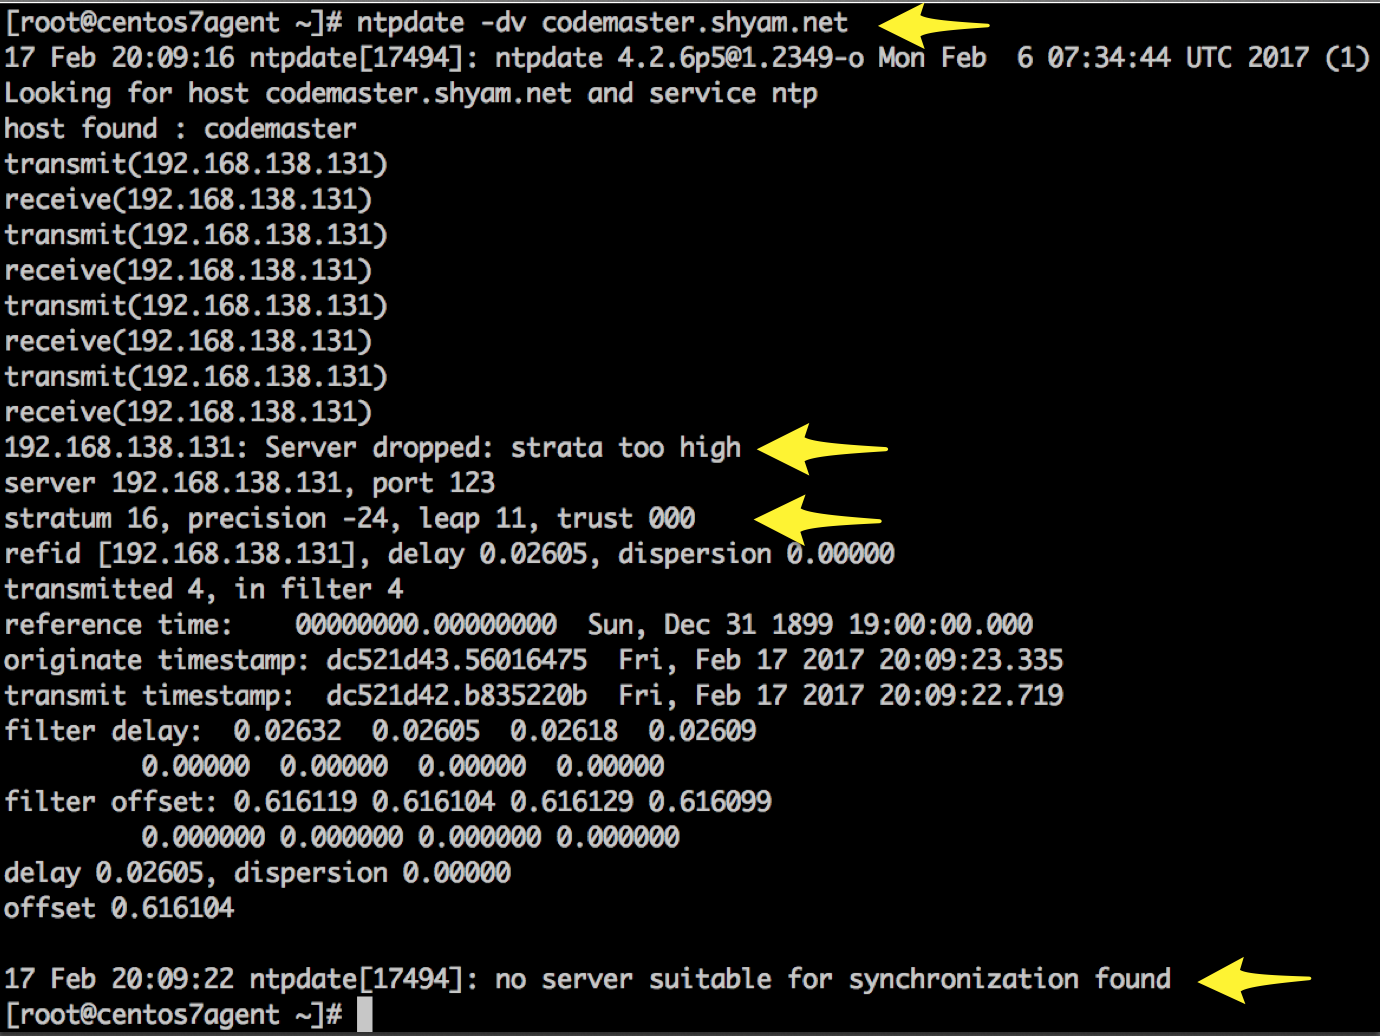 [root@centos7agent ~]# ntpdate -dv codemaster.shyam.net
17 Feb 20:09:16 ntpdate[17494]: ntpdate 4.2.6p5@1.2349-o Mon Feb  6 07:34:44 UTC 2017 (1)
Looking for host codemaster.shyam.net and service ntp
host found : codemaster
transmit(192.168.138.131)
receive(192.168.138.131)
transmit(192.168.138.131)
receive(192.168.138.131)
transmit(192.168.138.131)
receive(192.168.138.131)
transmit(192.168.138.131)
receive(192.168.138.131)
192.168.138.131: Server dropped: strata too high
server 192.168.138.131, port 123
stratum 16, precision -24, leap 11, trust 000
refid [192.168.138.131], delay 0.02605, dispersion 0.00000
transmitted 4, in filter 4
reference time:    00000000.00000000  Sun, Dec 31 1899 19:00:00.000
originate timestamp: dc521d43.56016475  Fri, Feb 17 2017 20:09:23.335
transmit timestamp:  dc521d42.b835220b  Fri, Feb 17 2017 20:09:22.719
filter delay:  0.02632  0.02605  0.02618  0.02609
         0.00000  0.00000  0.00000  0.00000
filter offset: 0.616119 0.616104 0.616129 0.616099
         0.000000 0.000000 0.000000 0.000000
delay 0.02605, dispersion 0.00000
offset 0.616104
17 Feb 20:09:22 ntpdate[17494]: no server suitable for synchronization found
[root@centos7agent ~]#